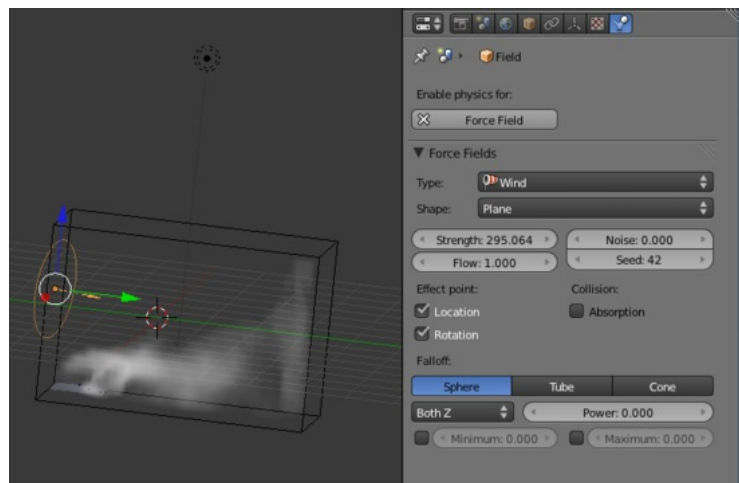 Field
Enable physics for:
Force Field
Force Fields
Type: Wind
Shape: Plane
Strength: 295.064 Noise: 0.000
Flow: 1.000 Seed: 42
Effect point: Collision:
Location Absorption
Rotation
Falloff:
Sphere Tube Cone
Both Z Power: 0.000
Minimum: 0.000 Maximum: 0.000